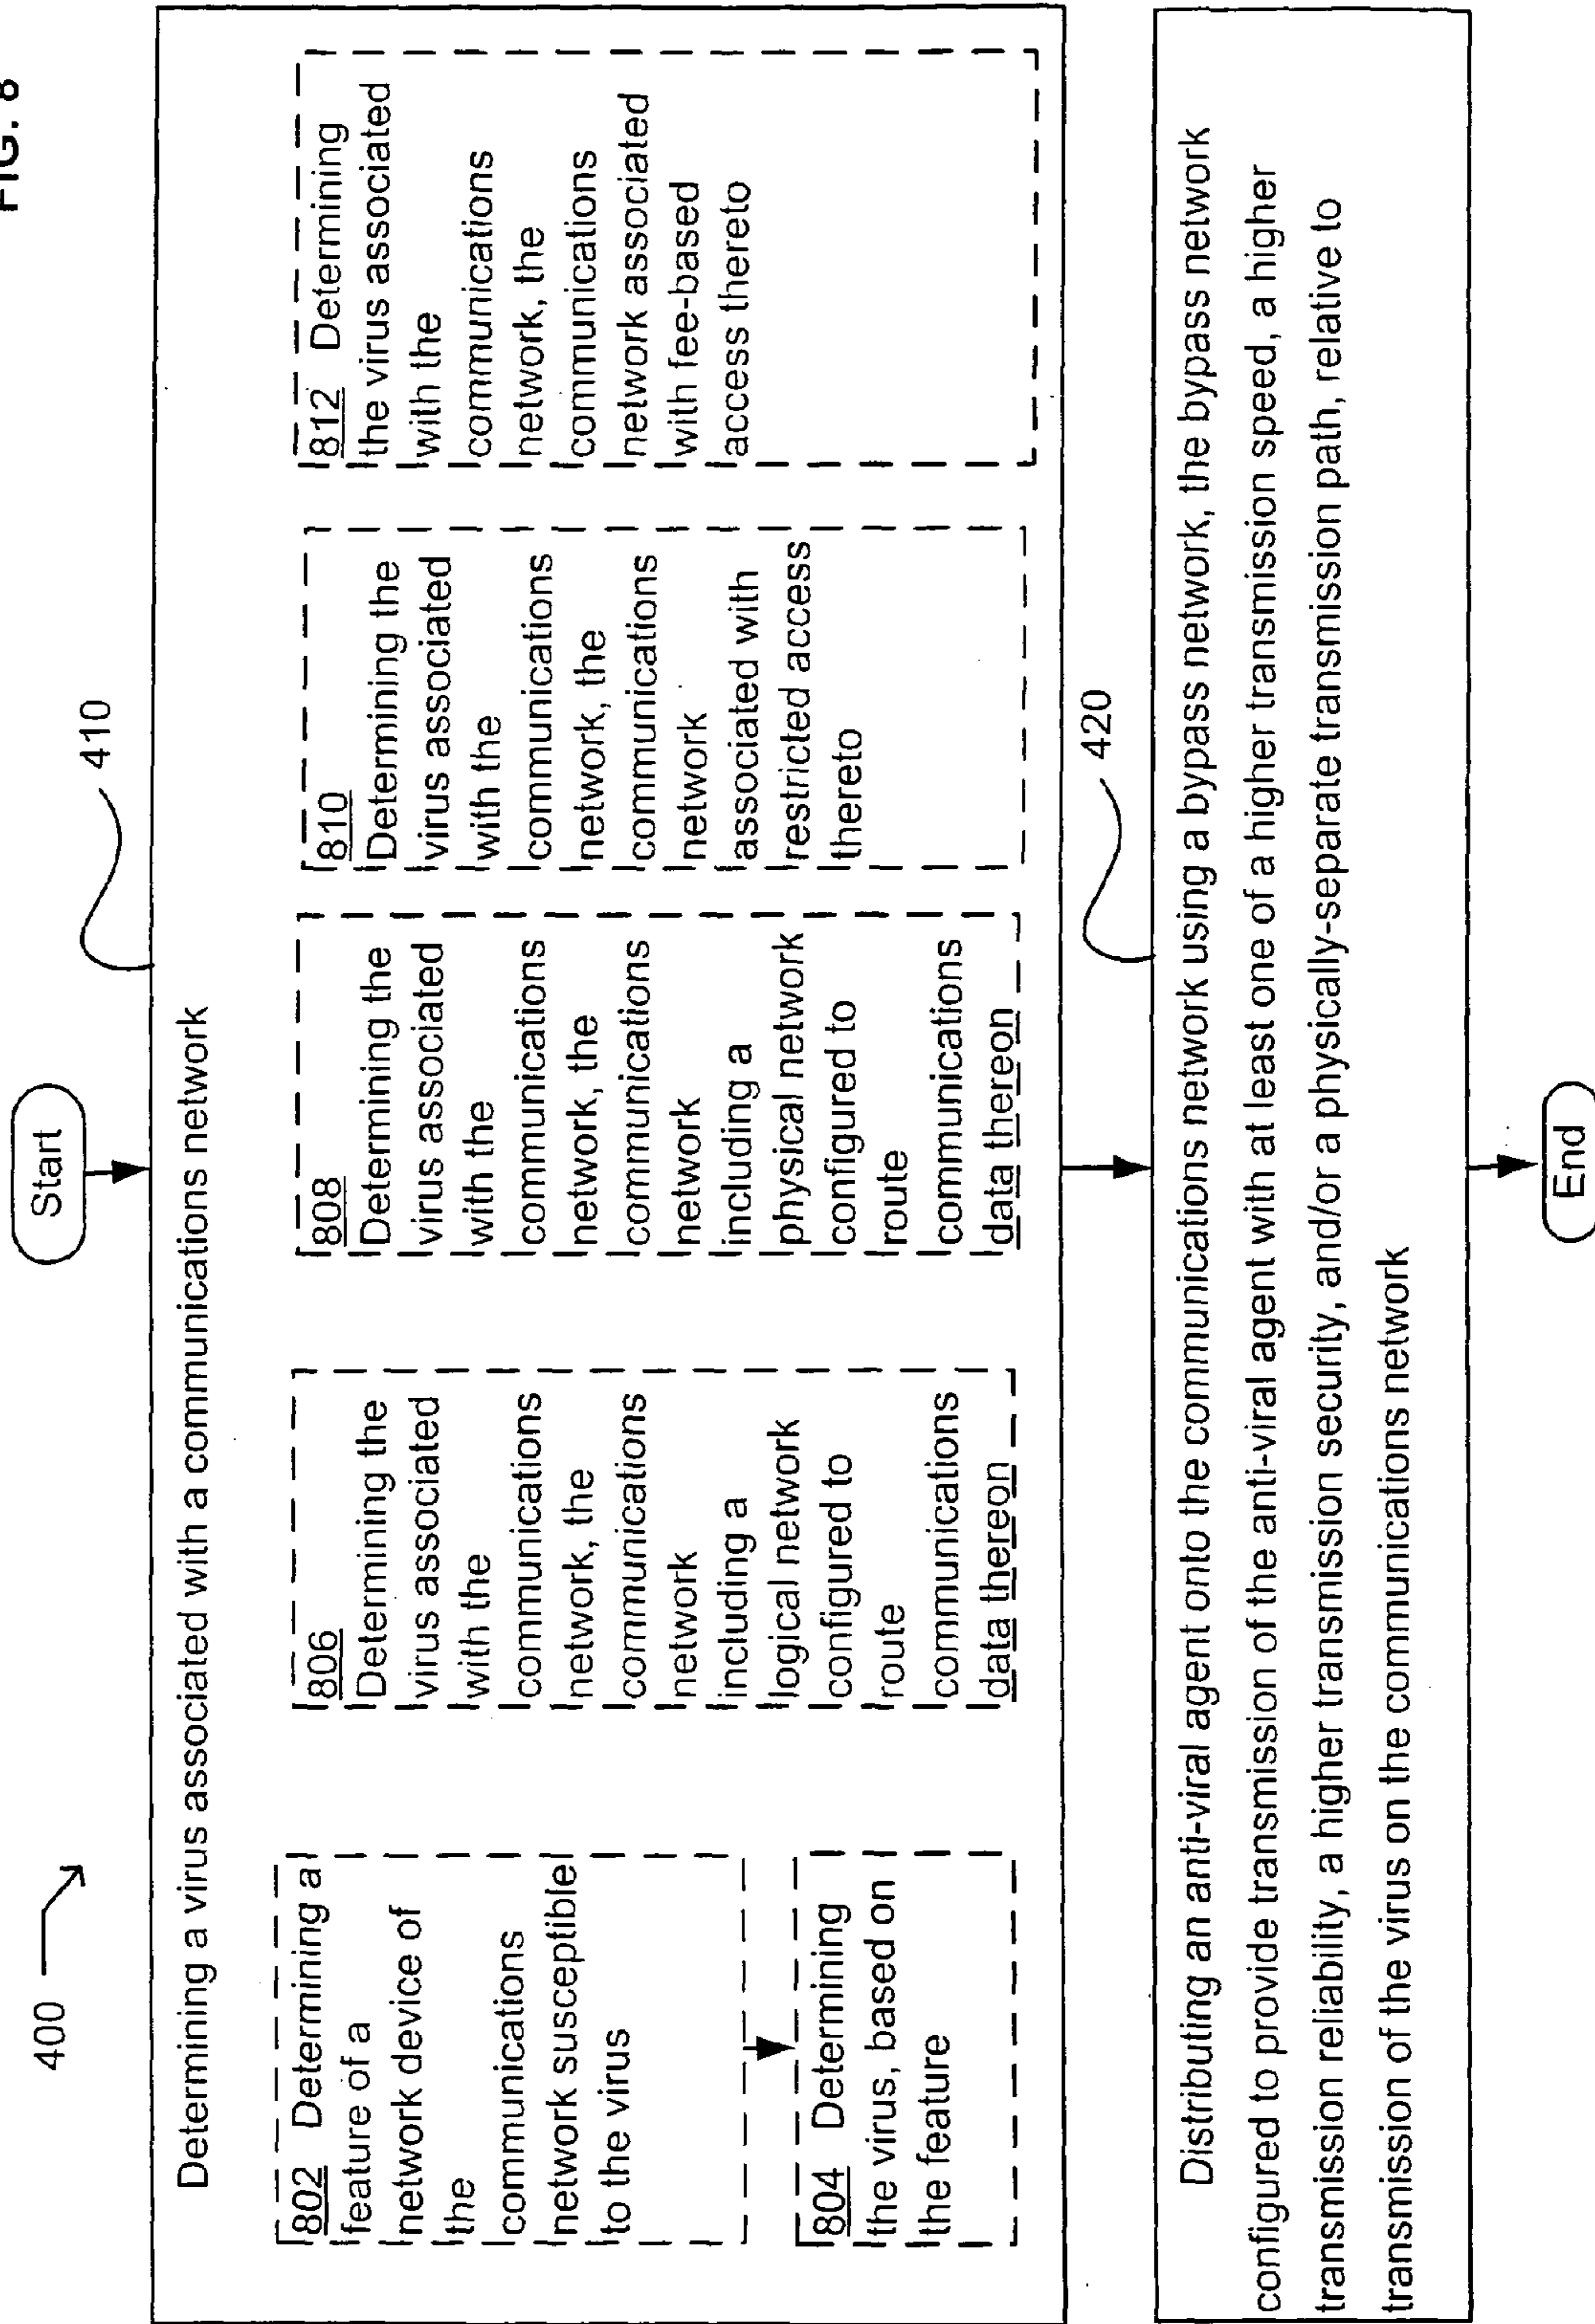 FIG. 8
400
Start
410
Determining a virus associated with a communications network
802 Determining a
feature of a
network device of
the
communications
network susceptible
to the virus
804 Determining
the virus, based on
the feature
806
Determining the
virus associated
with the
communications
network, the
communications
network
including a
logical network
configured to
route
communications
data thereon
808
Determining the
virus associated
with the
communications
network, the
communications
network
including a
physical network
configured to
route
communications
data thereon
810
Determining the
virus associated
with the
communications
network, the
communications
network
associated with
restricted access
thereto
812 Determining
the virus associated
with the
communications
network, the
communications
network associated
with fee-based
access thereto
420
Distributing an anti-viral agent onto the communications network using a bypass network, the bypass network
configured to provide transmission of the anti-viral agent with at least one of a higher transmission speed, a higher
transmission reliability, a higher transmission security, and/or a physically-separate transmission path, relative to
transmission of the virus on the communications network
End